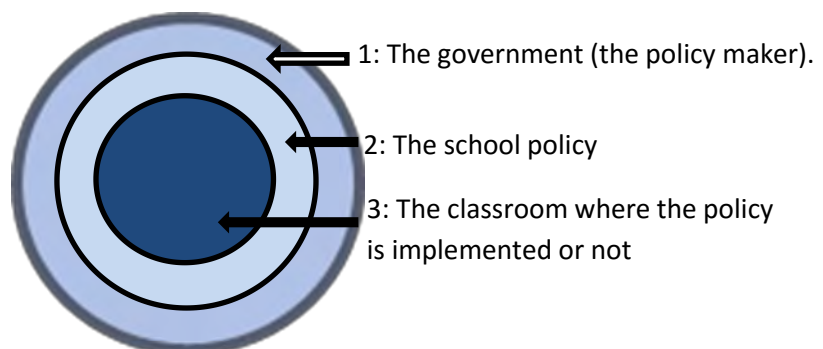 1: The government (the policy maker).
2: The school policy
3: The classroom where the policy
is implemented or not